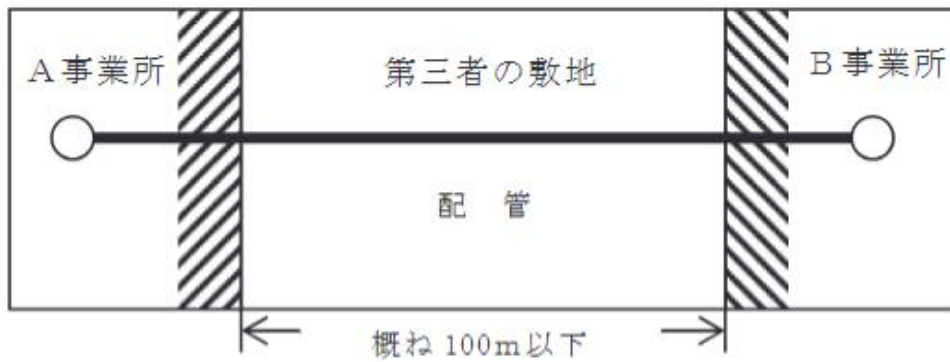 A事業所
第三者の敷地
B事業所
配 管
概ね100m以下